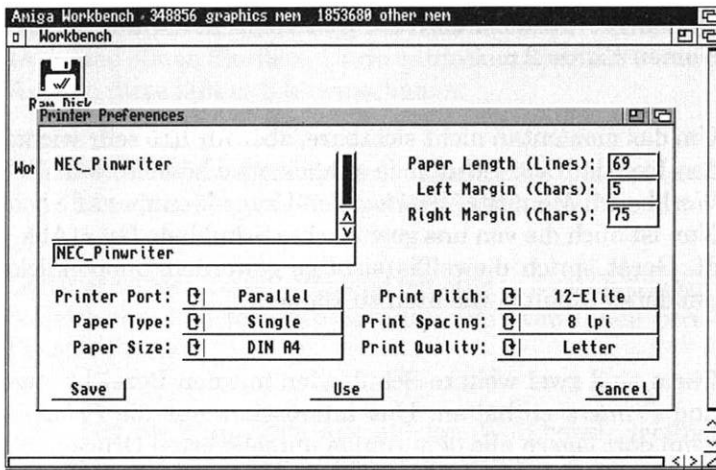 Amiga Workbench - 348856 graphics mem 1853680 other mem
Workbench
Ram Disk
Wor
Printer Preferences
NEC_Pinwriter
NEC_Pinwriter
Paper Length (Lines): 69
Left Margin (Chars): 5
Right Margin (Chars): 75
Printer Port: Parallel Print Pitch: 12-Elite
Paper Type: Single Print Spacing: 8 lpi
Paper Size: DIN A4 Print Quality: Letter
Save Use Cancel